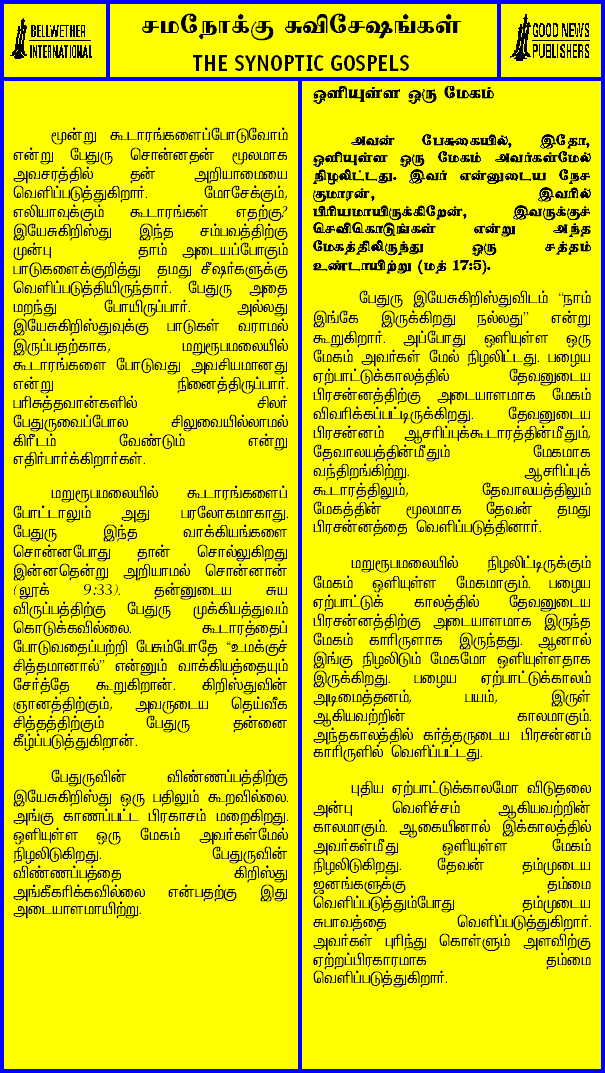 BELLWETHER
INTERNATIONAL
சமநோக்கு சுவிசேஷங்கள்
THE SYNOPTIC GOSPELS
GOOD NEWS
PUBLISHERS
மூன்று கூடாரங்களைப்போடுவோம்
என்று பேதுரு சொன்னதன் மூலமாக
அவசரத்தில் தன் அறியாமையை
வெளிப்படுத்துகிறார். மோசேக்கும்,
எலியாவுக்கும் கூடாரங்கள் எதற்கு?
இயேசுகிறிஸ்து இந்த சம்பவத்திற்கு
முன்பு தாம் அடையப்போகும்
பாடுகளைக்குறித்து தமது சீஷர்களுக்கு
வெளிப்படுத்தியிருந்தார். பேதுரு அதை
மறந்து போயிருப்பார். அல்லது
இயேசுகிறிஸ்துவுக்கு பாடுகள் வராமல்
இருப்பதற்காக, மறுரூபமலையில்
கூடாரங்களை போடுவது அவசியமானது
என்று நினைத்திருப்பார்.
பரிசுத்தவான்களில் சிலர்
பேதுருவைப்போல சிலுவையில்லாமல்
கிரீடம் வேண்டும் என்று
எதிர்பார்க்கிறார்கள்.
மறுரூபமலையில் கூடாரங்களைப்
போட்டாலும் அது பரலோகமாகாது.
பேதுரு இந்த வாக்கியங்களை
சொன்னபோது தான் சொல்லுகிறது
இன்னதென்று அறியாமல் சொன்னான்
(லூக் 9:33). தன்னுடைய சுய
விருப்பத்திற்கு பேதுரு முக்கியத்துவம்
கொடுக்கவில்லை. கூடாரத்தைப்
போடுவதைப்பற்றி பேசும்போதே "உமக்குச்
சித்தமானால்" என்னும் வாக்கியத்தையும்
சேர்த்தே கூறுகிறான். கிறிஸ்துவின்
ஞானத்திற்கும், அவருடைய தெய்வீக
சித்தத்திற்கும் பேதுரு தன்னை
கீழ்ப்படுத்துகிறான்.
பேதுருவின் விண்ணப்பத்திற்கு
இயேசுகிறிஸ்து ஒரு பதிலும் கூறவில்லை.
அங்கு காணப்பட்ட பிரகாசம் மறைகிறது.
ஒளியுள்ள ஒரு மேகம் அவர்கள்மேல்
நிழலிடுகிறது. பேதுருவின்
விண்ணப்பத்தை கிறிஸ்து
அங்கீகரிக்கவில்லை என்பதற்கு இது
அடையாளமாயிற்று.
ஒளியுள்ள ஒரு மேகம்
அவன் பேசுகையில், இதோ,
ஒளியுள்ள ஒரு மேகம் அவர்கள்மேல்
நிழலிட்டது. இவர் என்னுடைய நேச
குமாரன், இவரில்
பிரியமாயிருக்கிறேன், இவருக்குச்
செவிகொடுங்கள் என்று அந்த
மேகத்திலிருந்து ஒரு சத்தம்
உண்டாயிற்று (மத் 17:5).
பேதுரு இயேசுகிறிஸ்துவிடம் "நாம்
இங்கே இருக்கிறது நல்லது" என்று
கூறுகிறார். அப்போது ஒளியுள்ள ஒரு
மேகம் அவர்கள் மேல் நிழலிட்டது. பழைய
ஏற்பாட்டுக்காலத்தில் தேவனுடைய
பிரசன்னத்திற்கு அடையாளமாக மேகம்
விவரிக்கப்பட்டிருக்கிறது. தேவனுடைய
பிரசன்னம் ஆசரிப்புக்கூடாரத்தின்மீதும்,
தேவாலயத்தின்மீதும் மேகமாக
வந்திறங்கிற்று. ஆசரிப்புக்
கூடாரத்திலும், தேவாலயத்திலும்
மேகத்தின் மூலமாக தேவன் தமது
பிரசன்னத்தை வெளிப்படுத்தினார்.
மறுரூபமலையில் நிழலிட்டிருக்கும்
மேகம் ஒளியுள்ள மேகமாகும். பழைய
ஏற்பாட்டுக் காலத்தில் தேவனுடைய
பிரசன்னத்திற்கு அடையாளமாக இருந்த
மேகம் காரிருளாக இருந்தது. ஆனால்
இங்கு நிழலிடும் மேகமோ ஒளியுள்ளதாக
இருக்கிறது. பழைய ஏற்பாட்டுக்காலம்
அடிமைத்தனம், பயம், இருள்
ஆகியவற்றின் காலமாகும்.
அந்தகாலத்தில் கர்த்தருடைய பிரசன்னம்
காரிருளில் வெளிப்பட்டது.
புதிய ஏற்பாட்டுக்காலமோ விடுதலை
அன்பு வெளிச்சம் ஆகியவற்றின்
காலமாகும். ஆகையினால் இக்காலத்தில்
அவர்கள்மீது ஒளியுள்ள மேகம்
நிழலிடுகிறது. தேவன் தம்முடைய
ஜனங்களுக்கு தம்மை
வெளிப்படுத்தும்போது தம்முடைய
சுபாவத்தை வெளிப்படுத்துகிறார்.
அவர்கள் புரிந்து கொள்ளும் அளவிற்கு
ஏற்றப்பிரகாரமாக தம்மை
வெளிப்படுத்துகிறார்.